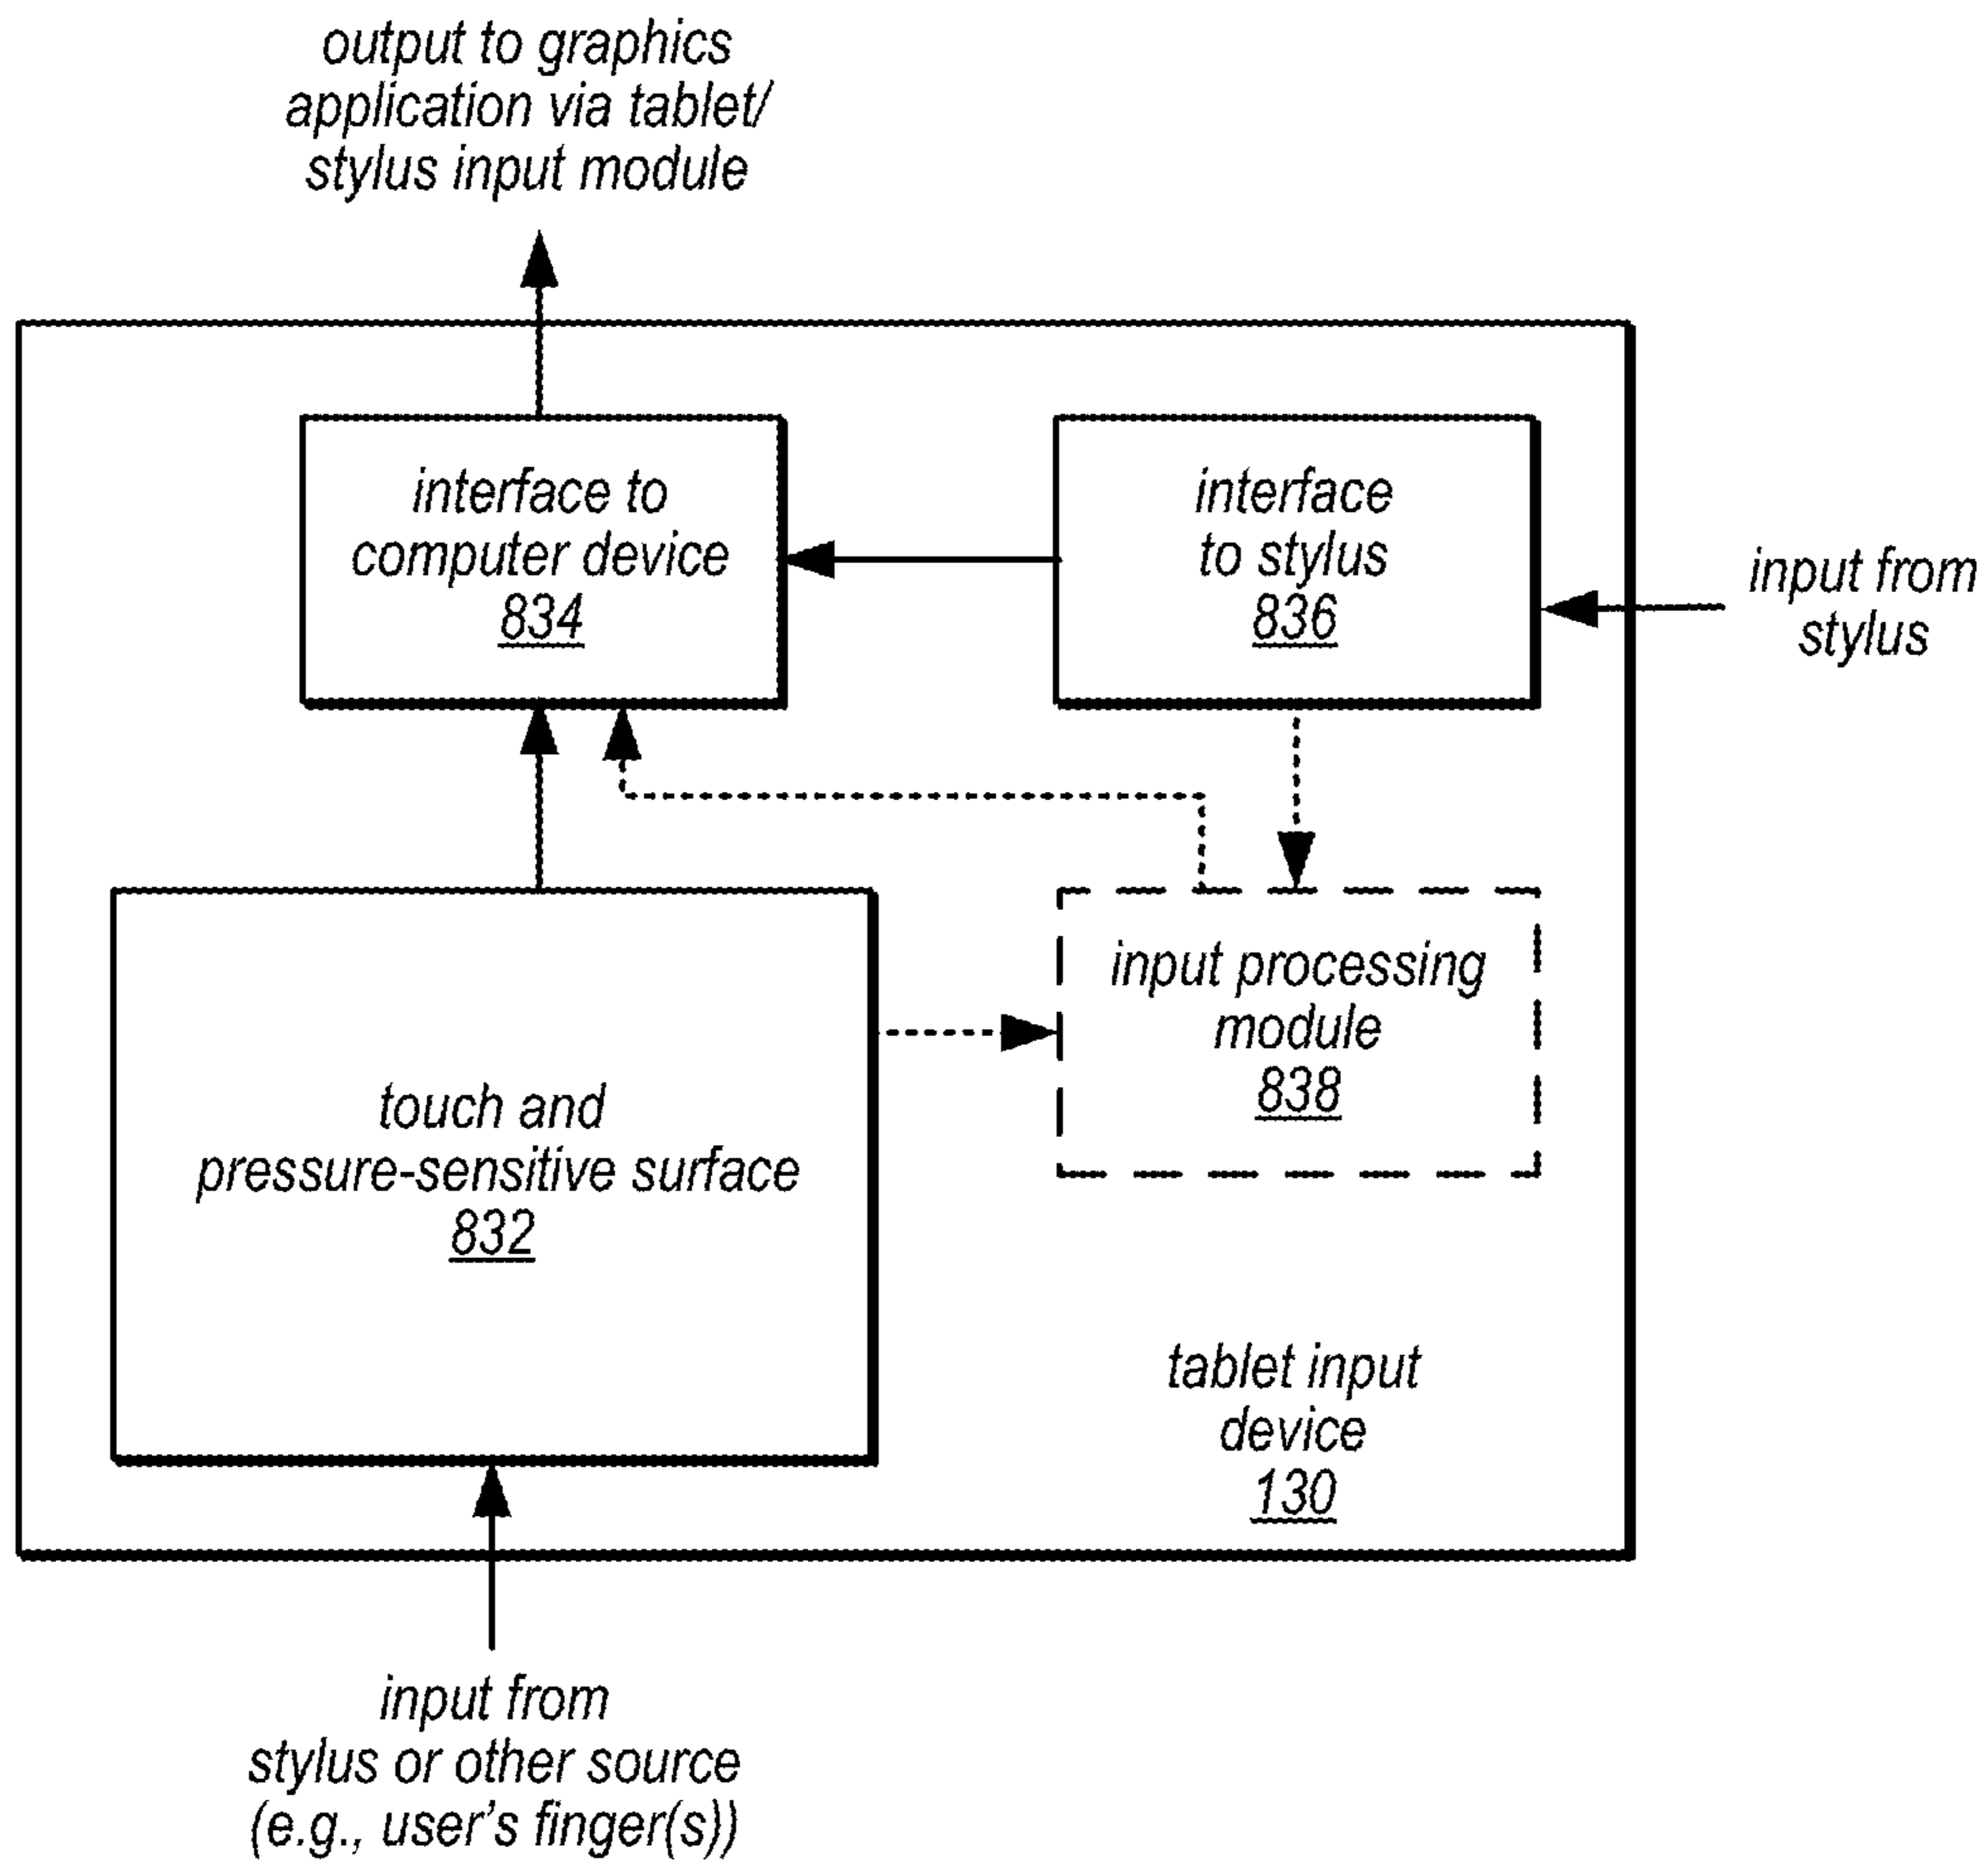 output to graphics
application via tablet/
stylus input module
interface to
computer device
834
interface
to stylus
836
input from
stylus
input processing
module
838
touch and
pressure-sensitive surface
832
tablet input
device
130
input from
stylus or other source
(e.g., user's finger(s))